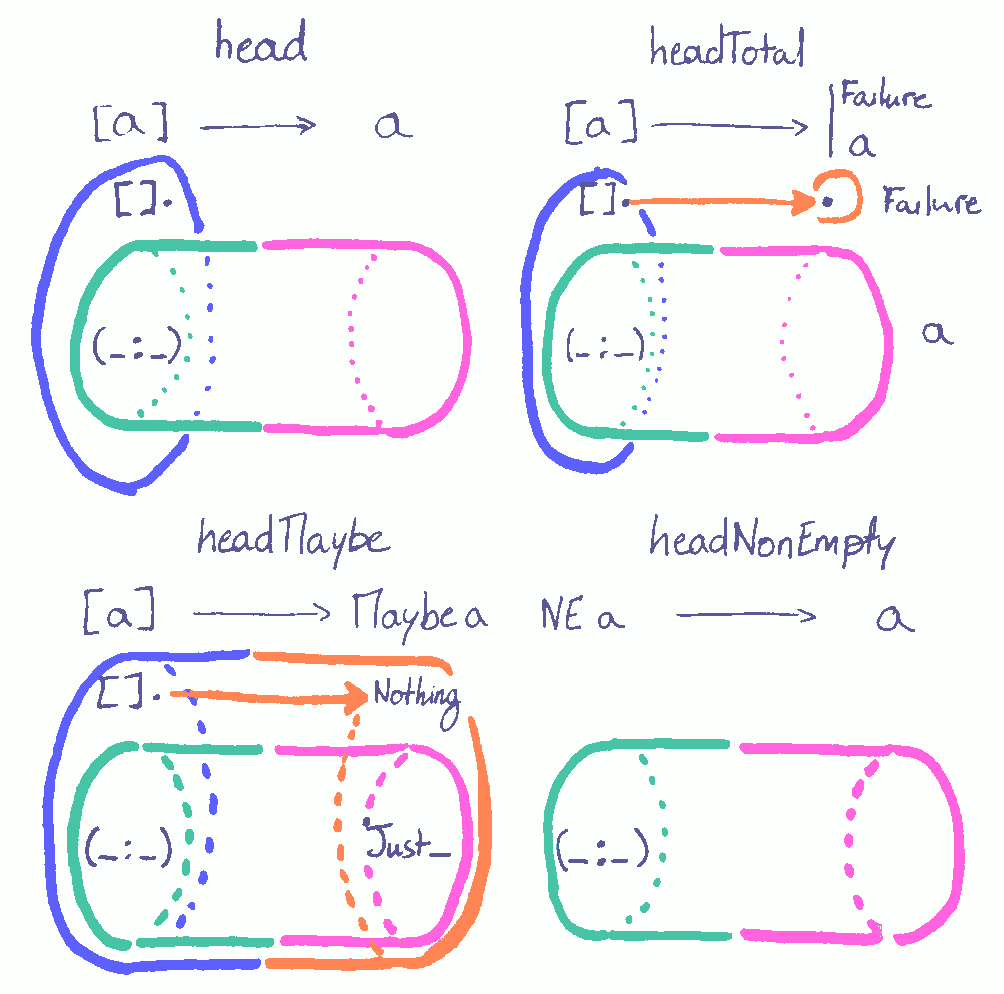 head
[a] → a
[].
(_:_)
headTotal
[a] → | Failure
a
[]. Failure
(_:_) a
headMaybe
[a] → Maybe a
[]. Nothing
(_:_) Just_
headNonEmpty
NE a → a
(_:_)